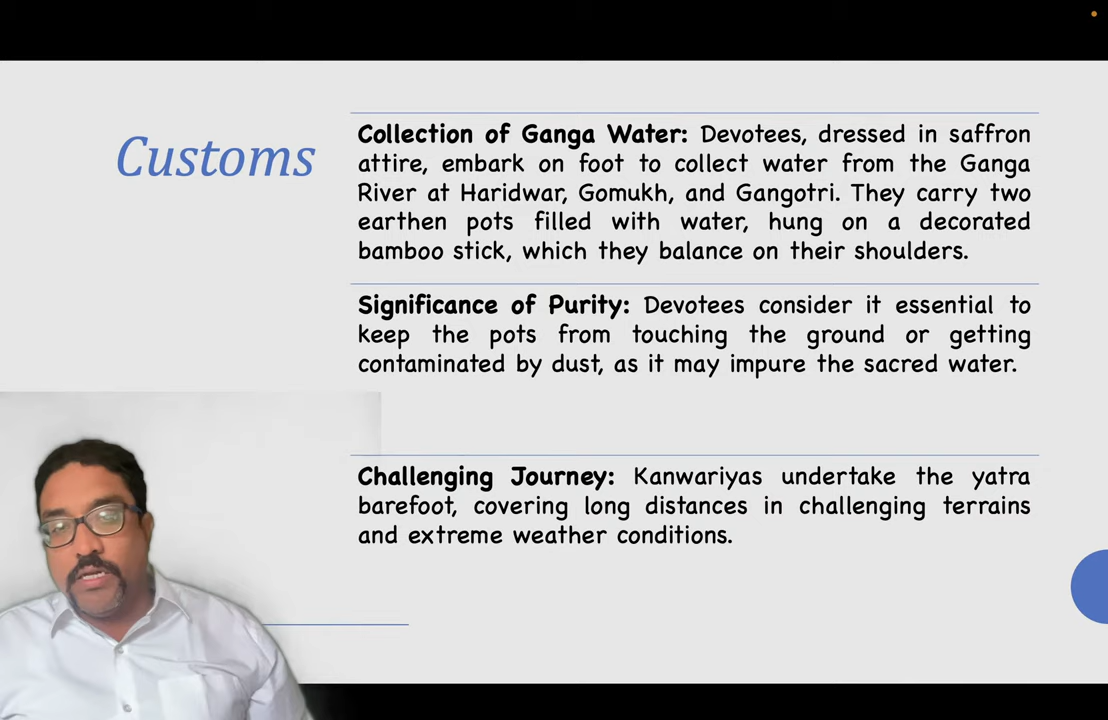 Customs
Collection of Ganga Water: Devotees, dressed in saffron
attire, embark on foot to collect water from the Ganga
River at Haridwar, Gomukh, and Gangotri. They carry two
earthen pots filled with water, hung on a decorated
bamboo stick, which they balance on their shoulders.
Significance of Purity: Devotees consider it essential to
keep the pots from touching the ground or getting
contaminated by dust, as it may impure the sacred water.
Challenging Journey: Kanwariyas undertake the yatra
barefoot, covering long distances in challenging terrains
and extreme weather conditions.